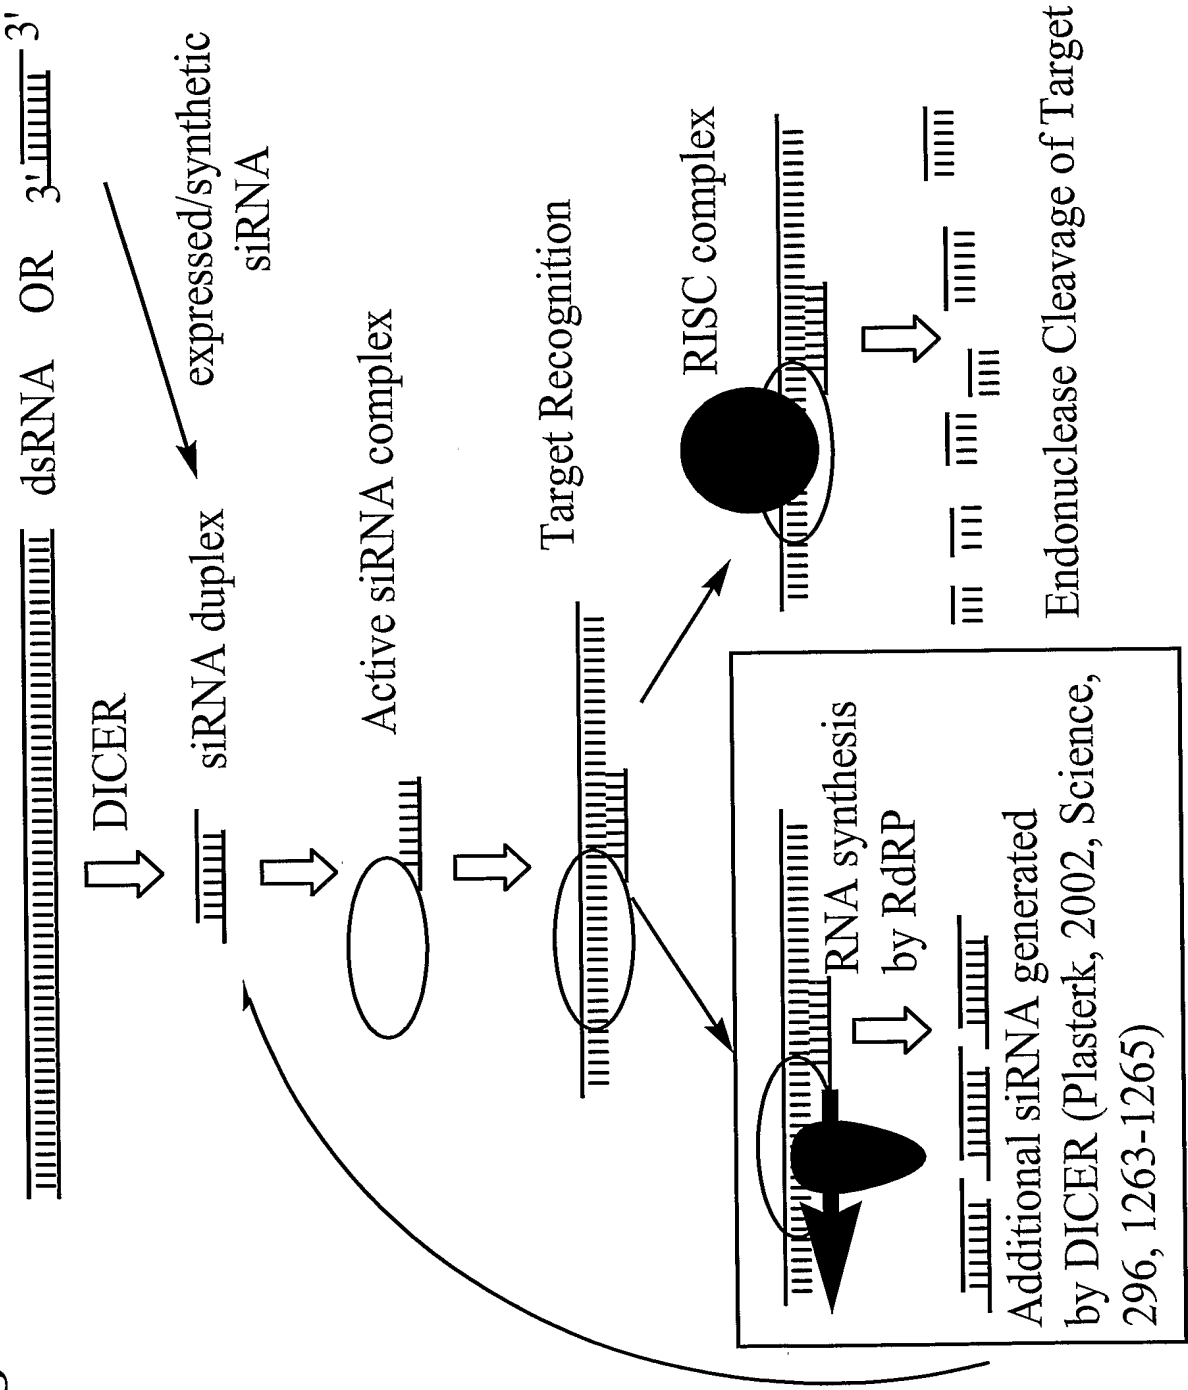 dsRNA OR 3' 3'
DICER
expressed/synthetic
siRNA
siRNA duplex
Active siRNA complex
Target Recognition
RISC complex
RNA synthesis
by RdRP
Additional siRNA generated
by DICER (Plasterk, 2002, Science,
296, 1263-1265)
Endonuclease Cleavage of Target